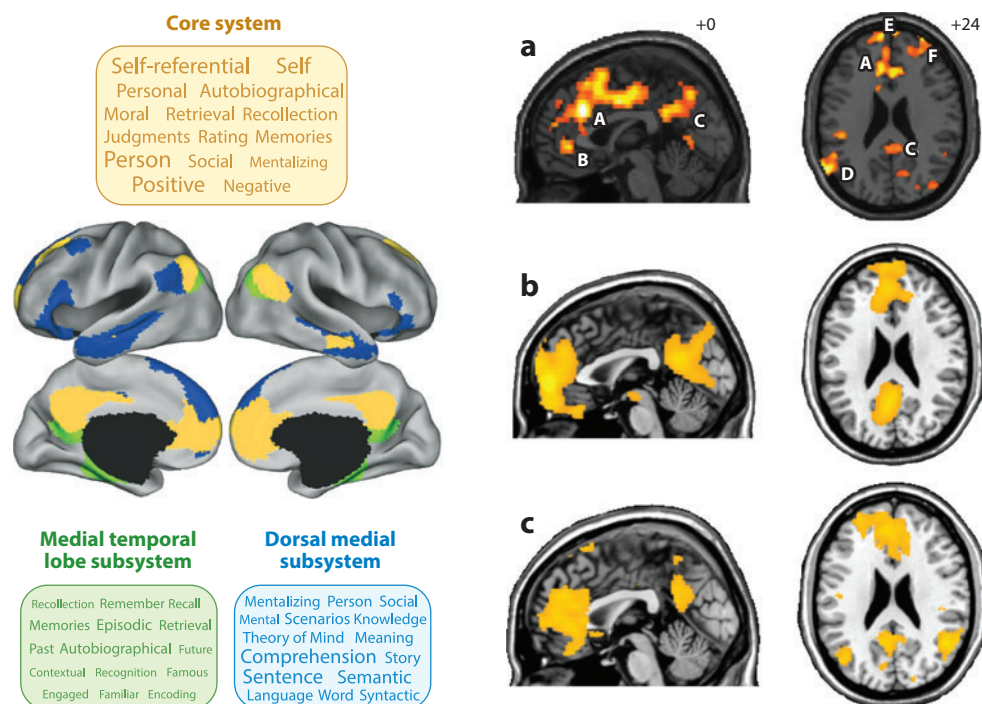 Core system
Self-referential Self
Personal Autobiographical
Moral Retrieval Recollection
Judgments Rating Memories
Person Social Mentalizing
Positive Negative
Medial temporal
lobe subsystem
Recollection Remember Recall
Memories Episodic Retrieval
Past Autobiographical Future
Contextual Recognition Famous
Engaged Familiar Encoding
Dorsal medial
subsystem
Mentalizing Person Social
Mental Scenarios Knowledge
Theory of Mind Meaning
Comprehension Story
Sentence Semantic
Language Word Syntactic
a
+0
A
B
C
+24
E
F
A
C
D
b
c